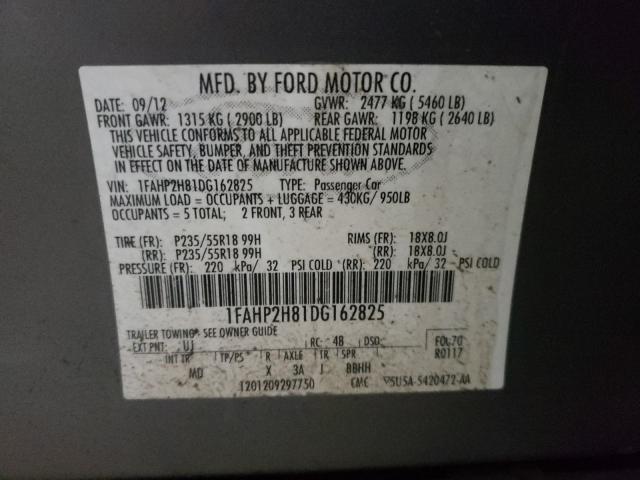 MFD. BY FORD MOTOR CO.
DATE: 09/12 GVWR: 2477 KG (5460 LB)
FRONT GAWR: 1315 KG (2900 LB) REAR GAWR: 1198 KG (2640 LB)
THIS VEHICLE CONFORMS TO ALL APPLICABLE FEDERAL MOTOR
VEHICLE SAFETY, BUMPER, AND THEFT PREVENTION STANDARDS
IN EFFECT ON THE DATE OF MANUFACTURE SHOWN ABOVE.
VIN: 1FAHP2H81DG162825 TYPE: Passenger Car
MAXIMUM LOAD = OCCUPANTS + LUGGAGE = 430KG/950LB
OCCUPANTS = 5 TOTAL; 2 FRONT, 3 REAR
TIRE (FR): P235/55R18 99H RIMS (FR): 18X8.0J
(RR): P235/55R18 99H (RR): 18X8.0J
PRESSURE (FR): 220 kPa/ 32 PSI COLD (RR): 220 kPa/ 32 PSI COLD
1FAHP2H81DG162825
TRAILER TOWING: SEE OWNER GUIDE
EXT PNT: UJ RC: 48 DSO: F0L70
INT TR TP/PS R AXLE TR SPR R0117
MD X 3A J BBHH
1201209297750 CMC 5U5A-5420472-AA